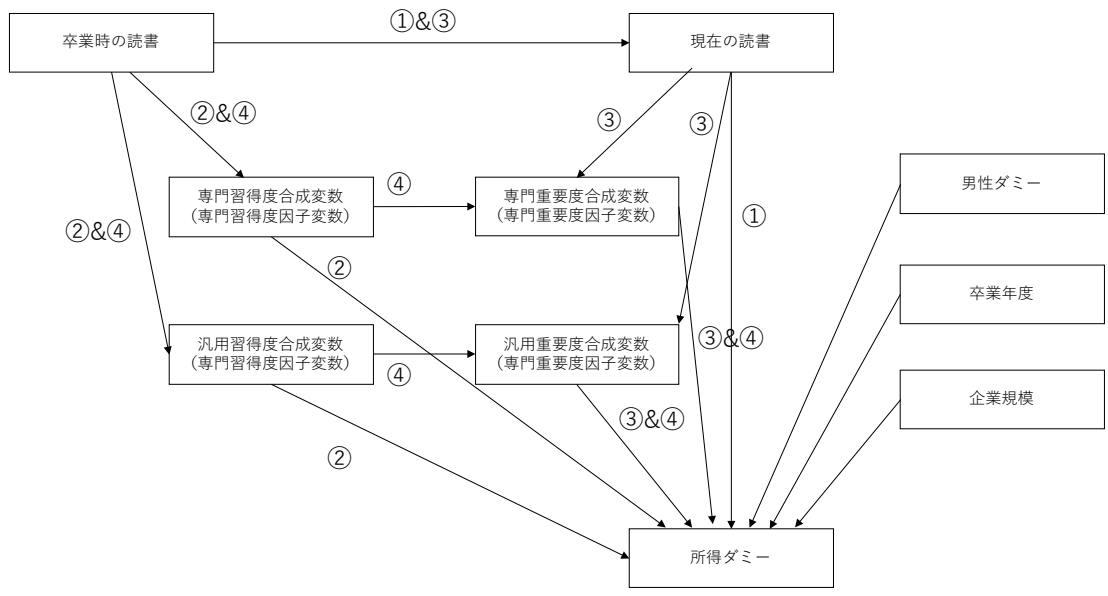 ①&③
卒業時の読書
現在の読書
②&④
③
③
専門習得度合成変数
(専門習得度因子変数)
④
専門重要度合成変数
(専門重要度因子変数)
男性ダミー
②&④
①
②
卒業年度
汎用習得度合成変数
(専門習得度因子変数)
④
汎用重要度合成変数
(専門重要度因子変数)
③&④
企業規模
③&④
②
所得ダミー